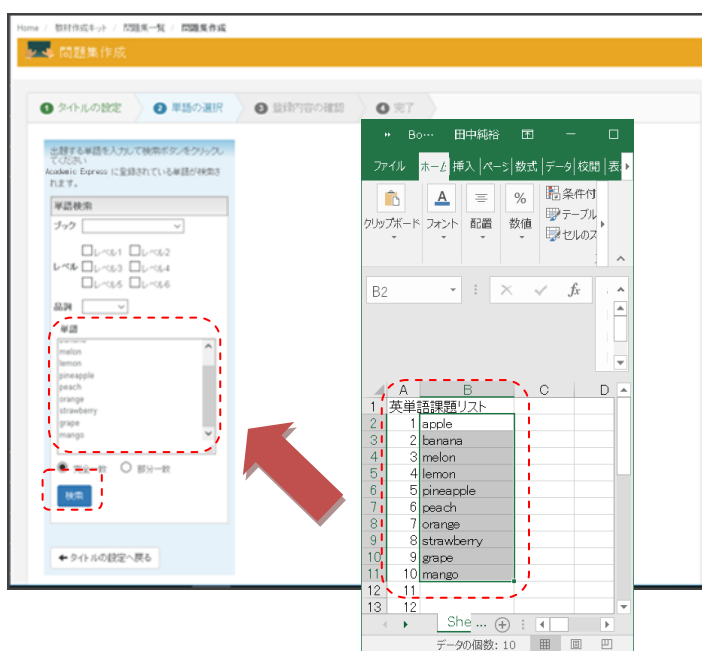 Home / 教材作成キット / 問題集一覧 / 問題集作成
問題集作成
1 タイトルの設定
2 単語の選択
3 登録内容の確認
4 完了
出題する単語を入力して検索ボタンをクリックし
てください
Academic Express に登録されている単語が検索さ
れます。
単語検索
ブック
レベル
レベル1 レベル2
レベル3 レベル4
レベル5 レベル6
品詞
単語
banana
melon
lemon
pineapple
peach
orange
strawberry
grape
mango
完全一致 部分一致
検索
タイトルの設定へ戻る
Bo… 田中純裕
ファイル ホーム 挿入 ページ 数式 データ 校閲 表
クリップボード フォント 配置 数値
条件付
テーブル
セルのス
B2
fx
A B C D
1 英単語課題リスト
2 1 apple
3 2 banana
4 3 melon
5 4 lemon
6 5 pineapple
7 6 peach
8 7 orange
9 8 strawberry
10 9 grape
11 10 mango
12 11
13 12
She ...
データの個数: 10